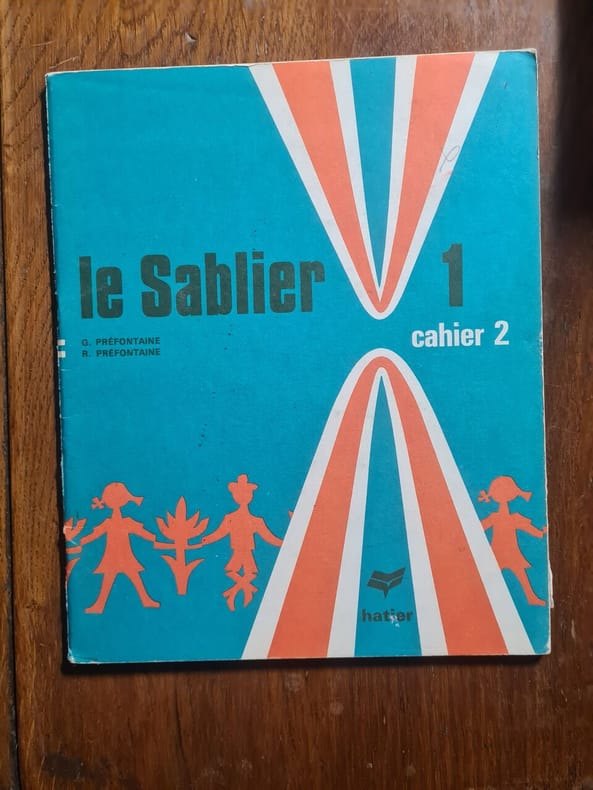 le Sablier
1
cahier 2
G. PRÉFONTAINE
R. PRÉFONTAINE
hatier